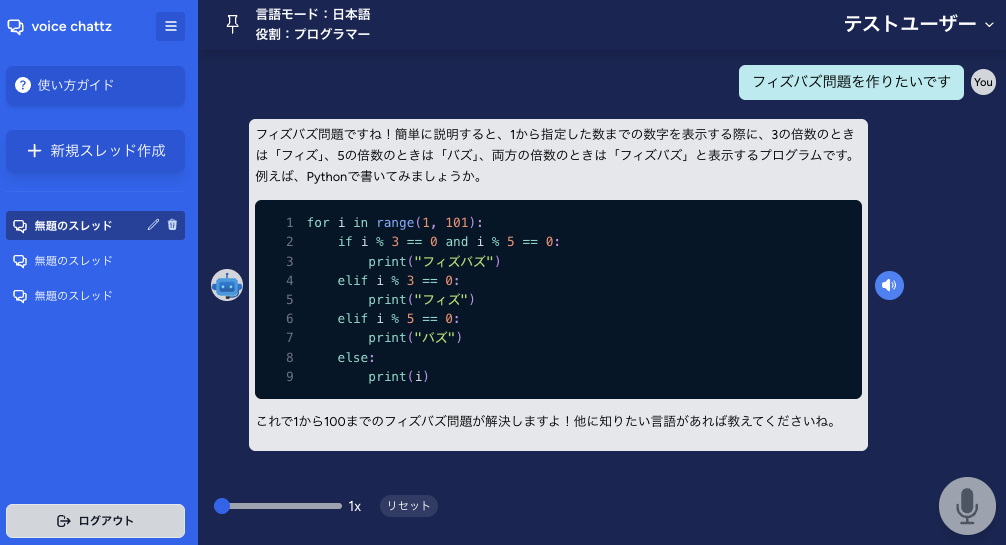 voice chattz
使い方ガイド
新規スレッド作成
無題のスレッド
無題のスレッド
無題のスレッド
ログアウト
言語モード：日本語
役割：プログラマー
テストユーザー
フィズバズ問題を作りたいです
You
フィズバズ問題ですね！簡単に説明すると、1から指定した数までの数字を表示する際に、3の倍数のとき
は「フィズ」、5の倍数のときは「バズ」、両方の倍数のときは「フィズバズ」と表示するプログラムです。
例えば、Pythonで書いてみましょうか。
1 for i in range(1, 101):
2     if i % 3 == 0 and i % 5 == 0:
3         print("フィズバズ")
4     elif i % 3 == 0:
5         print("フィズ")
6     elif i % 5 == 0:
7         print("バズ")
8     else:
9         print(i)
これで1から100までのフィズバズ問題が解決しますよ！他に知りたい言語があれば教えてくださいね。
1x
リセット